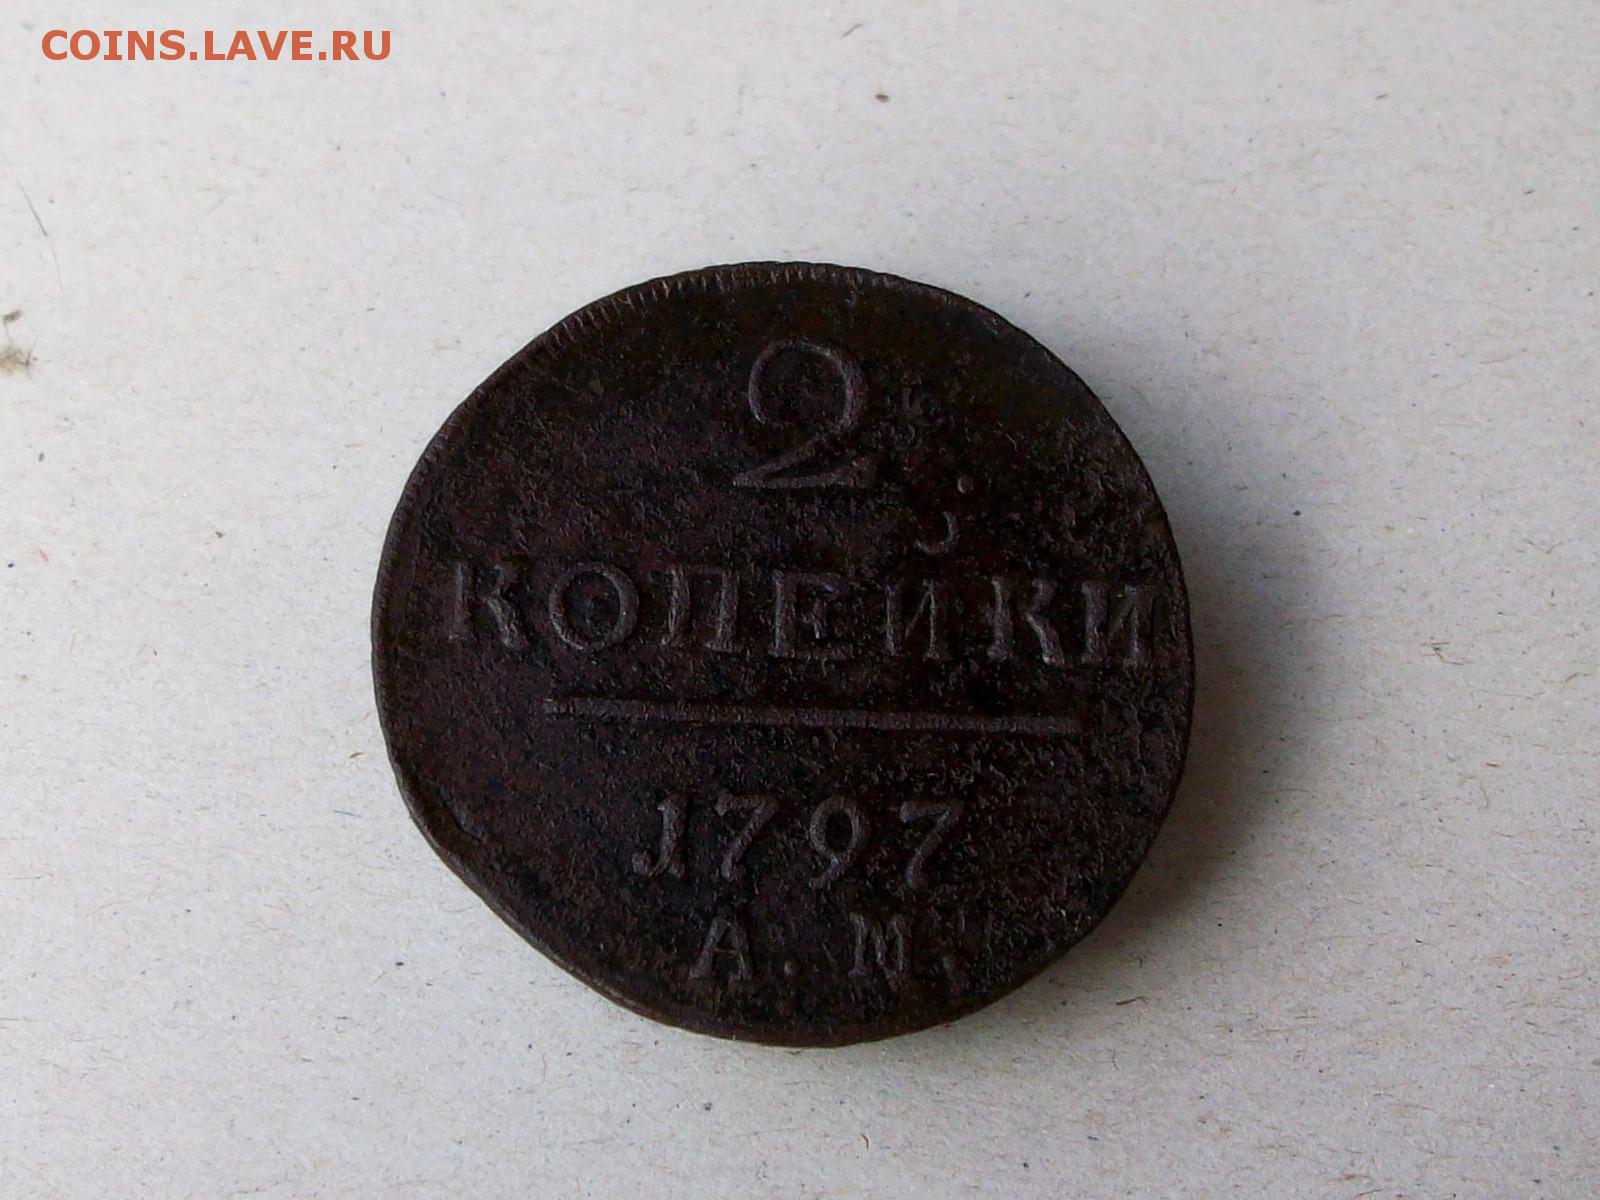 COINS.LAVE.RU
2
КОПЕЙКИ
1797
А.М.